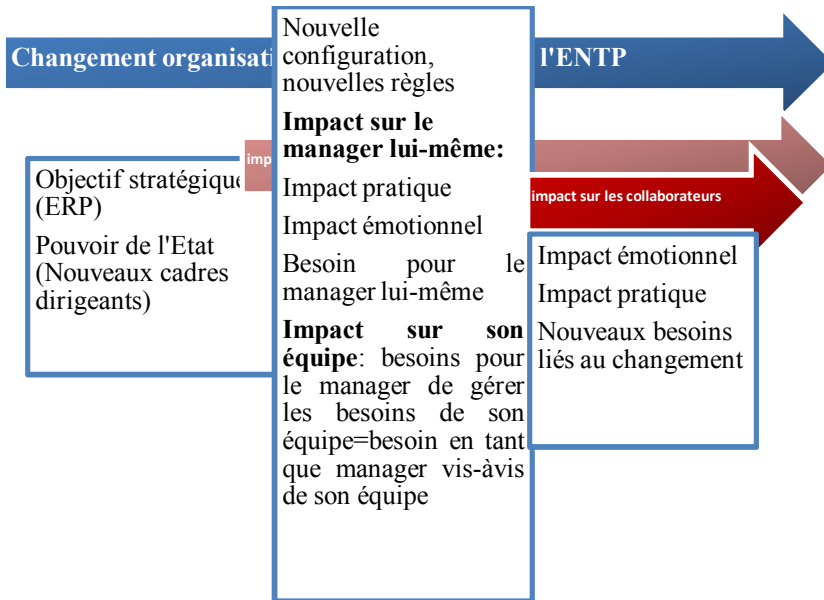 Changement organisati
l'ENTP
imp
Objectif stratégique
(ERP)
Pouvoir de l'Etat
(Nouveaux cadres
dirigeants)
Nouvelle
configuration,
nouvelles règles
Impact sur le
manager lui-même:
Impact pratique
Impact émotionnel
Besoin pour le
manager lui-même
Impact sur son
équipe: besoins pour
le manager de gérer
les besoins de son
équipe=besoin en tant
que manager vis-àvis
de son équipe
impact sur les collaborateurs
Impact émotionnel
Impact pratique
Nouveaux besoins
liés au changement